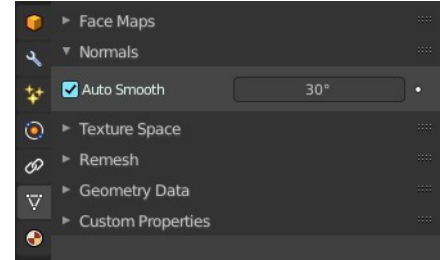 Face Maps
Normals
Auto Smooth 30°
Texture Space
Remesh
Geometry Data
Custom Properties